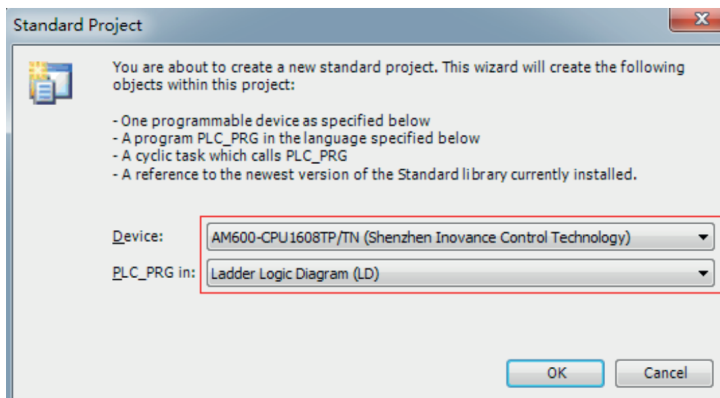 Standard Project
You are about to create a new standard project. This wizard will create the following
objects within this project:
- One programmable device as specified below
- A program PLC_PRG in the language specified below
- A cyclic task which calls PLC_PRG
- A reference to the newest version of the Standard library currently installed.
Device: AM600-CPU1608TP/TN (Shenzhen Inovance Control Technology)
PLC_PRG in: Ladder Logic Diagram (LD)
OK Cancel